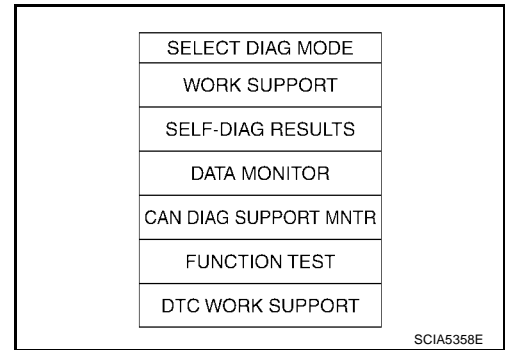 SELECT DIAG MODE
WORK SUPPORT
SELF-DIAG RESULTS
DATA MONITOR
CAN DIAG SUPPORT MNTR
FUNCTION TEST
DTC WORK SUPPORT
SCIA5358E